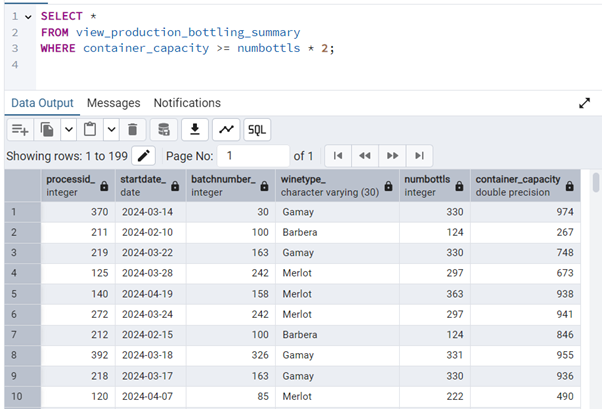 1 SELECT *
2 FROM view_production_bottling_summary
3 WHERE container_capacity >= numbottls * 2;
4
Data Output Messages Notifications
SQL
Showing rows: 1 to 199 Page No: 1 of 1
processid_ startdate_ batchnumber_ winetype_ numbottls container_capacity
integer date integer character varying (30) integer double precision
1 370 2024-03-14 30 Gamay 330 974
2 211 2024-02-10 100 Barbera 124 267
3 219 2024-03-22 163 Gamay 330 748
4 125 2024-03-28 242 Merlot 297 673
5 140 2024-04-19 158 Merlot 363 938
6 272 2024-03-24 242 Merlot 297 941
7 212 2024-02-15 100 Barbera 124 846
8 392 2024-03-18 326 Gamay 331 955
9 218 2024-03-17 163 Gamay 330 936
10 120 2024-04-07 85 Merlot 222 490